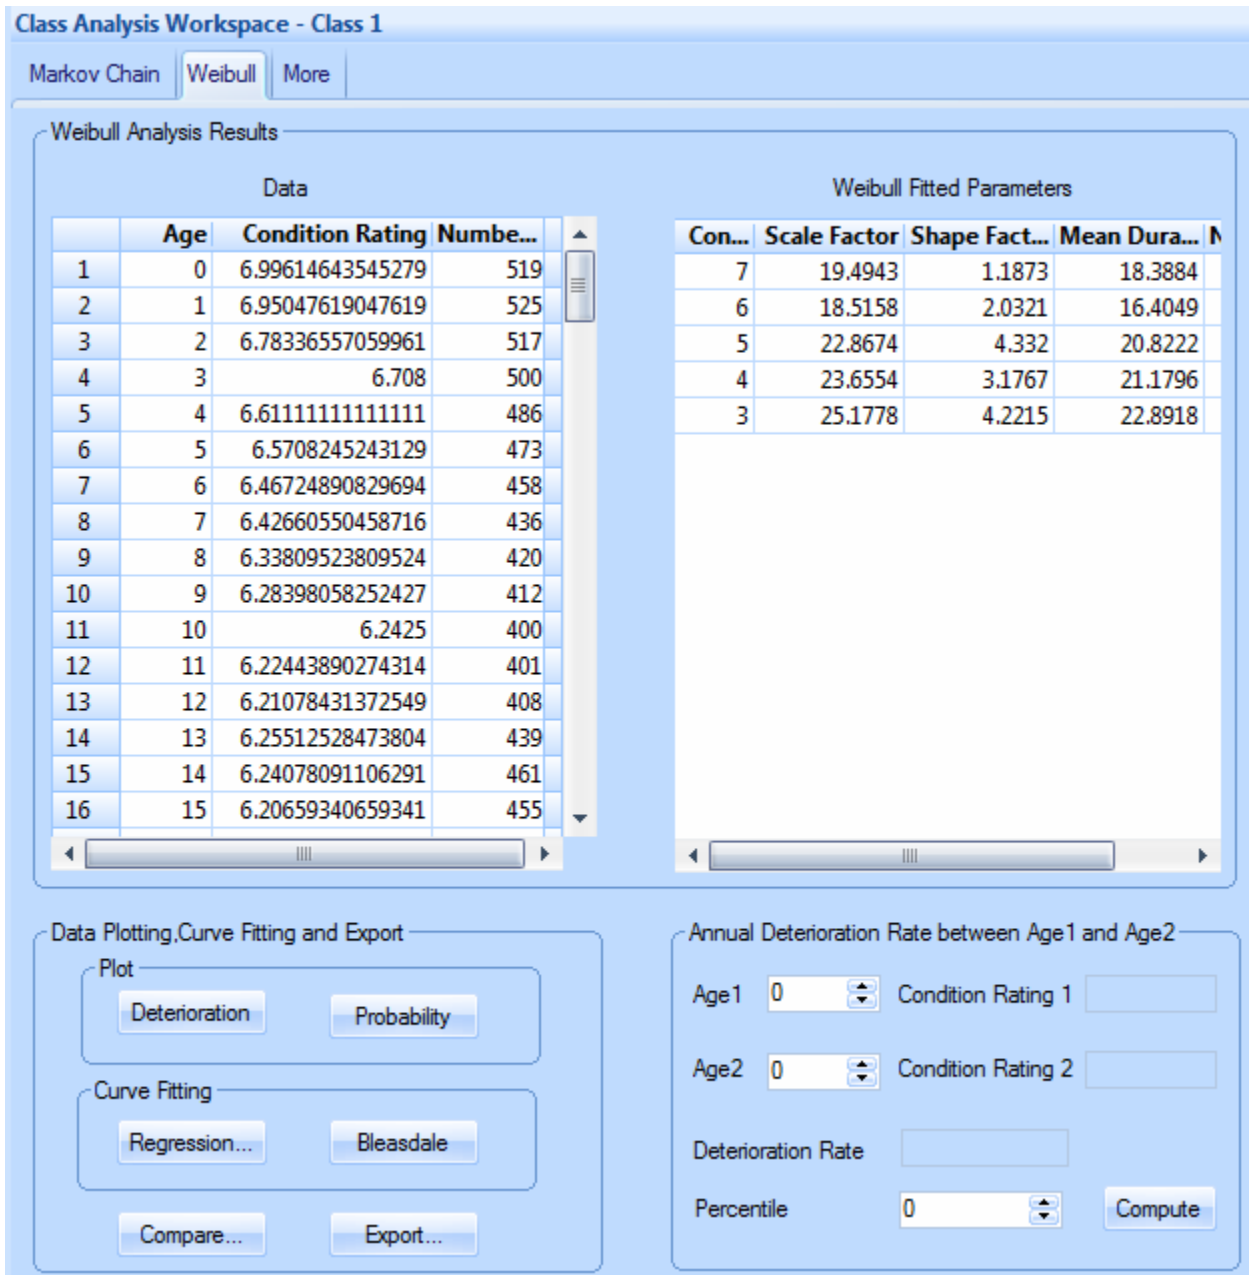 Class Analysis Workspace - Class 1
Markov Chain Weibull More
Weibull Analysis Results
Data
Age Condition Rating Numbe...
1 0 6.99614643545279 519
2 1 6.95047619047619 525
3 2 6.78336557059961 517
4 3 6.708 500
5 4 6.61111111111111 486
6 5 6.5708245243129 473
7 6 6.46724890829694 458
8 7 6.42660550458716 436
9 8 6.33809523809524 420
10 9 6.28398058252427 412
11 10 6.2425 400
12 11 6.22443890274314 401
13 12 6.21078431372549 408
14 13 6.25512528473804 439
15 14 6.24078091106291 461
16 15 6.20659340659341 455
Weibull Fitted Parameters
Con... Scale Factor Shape Fact... Mean Dura... N
7 19.4943 1.1873 18.3884
6 18.5158 2.0321 16.4049
5 22.8674 4.332 20.8222
4 23.6554 3.1767 21.1796
3 25.1778 4.2215 22.8918
Data Plotting,Curve Fitting and Export
Plot
Deterioration Probability
Curve Fitting
Regression... Bleasdale
Compare... Export...
Annual Deterioration Rate between Age1 and Age2
Age1 0 Condition Rating 1
Age2 0 Condition Rating 2
Deterioration Rate
Percentile 0 Compute